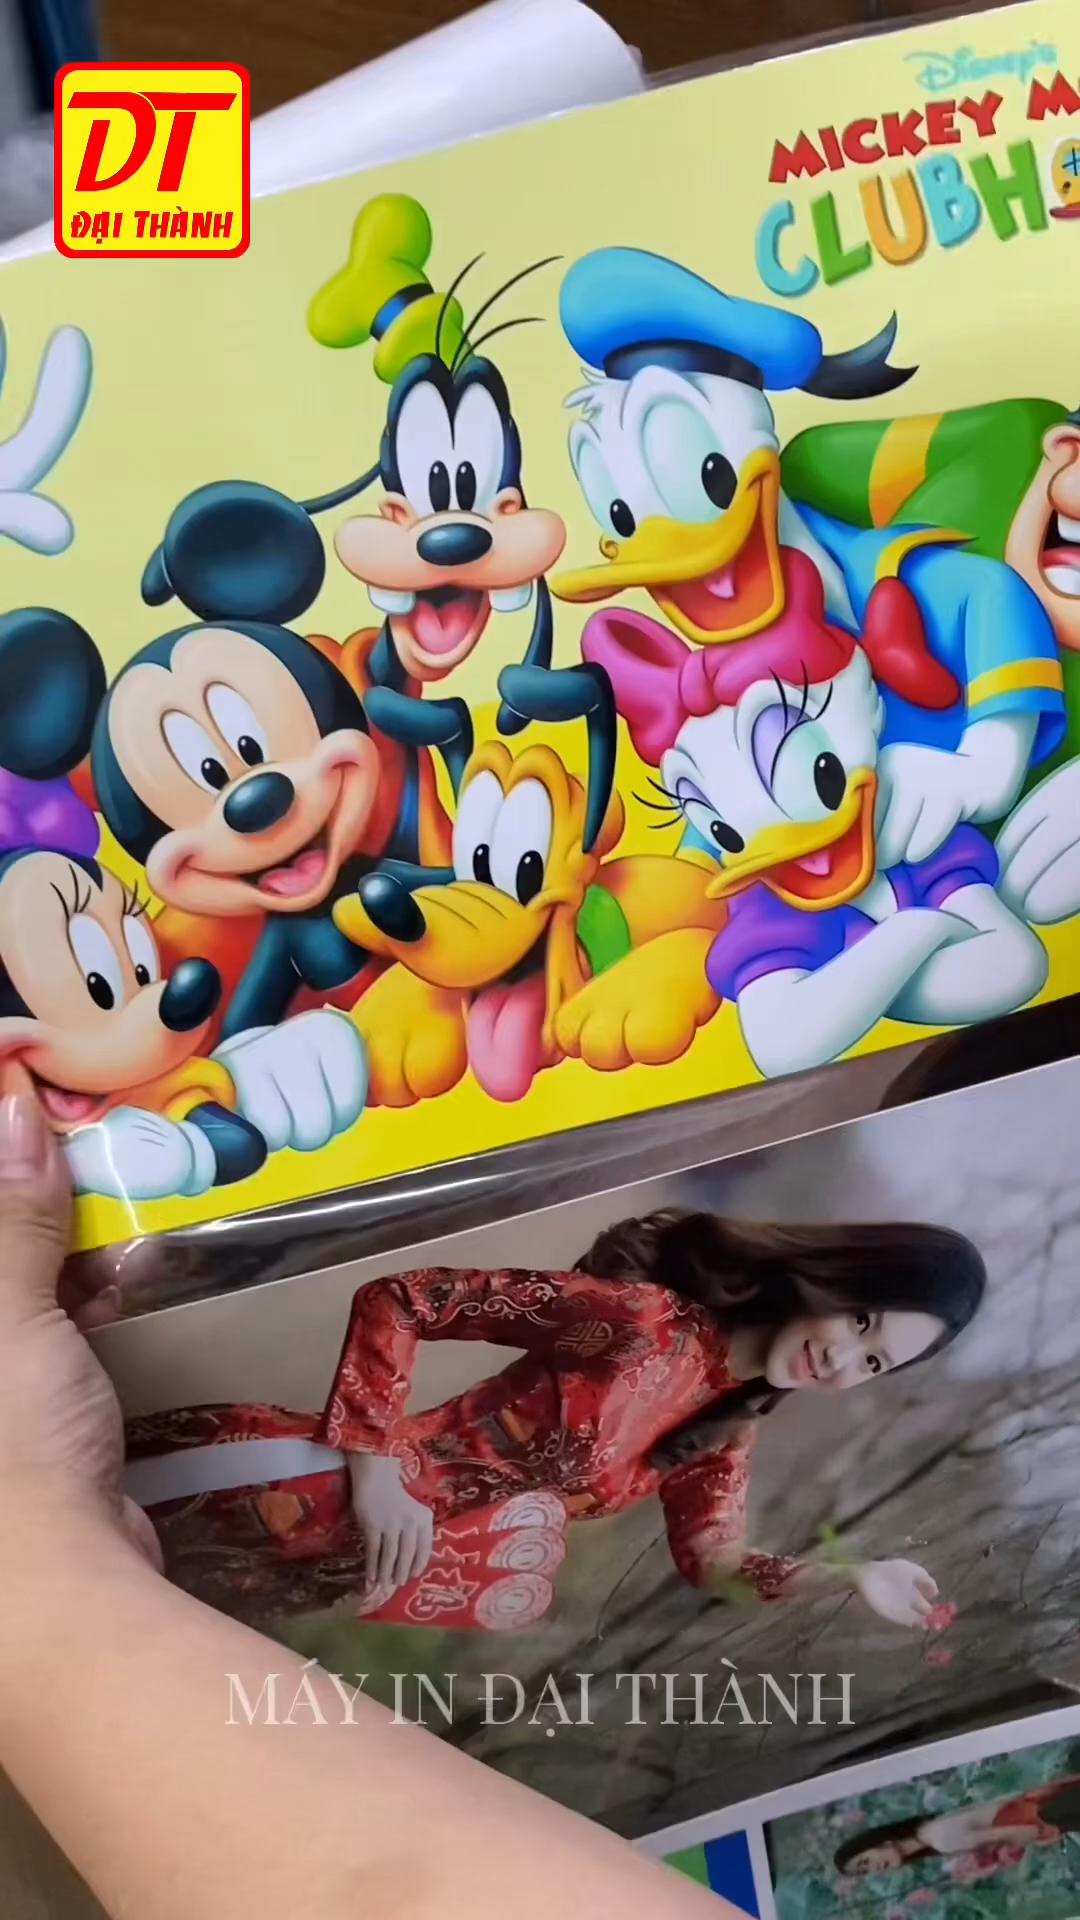 DT
ĐẠI THÀNH
Disney's
MICKEY
CLUBH
MÁY IN ĐẠI THÀNH